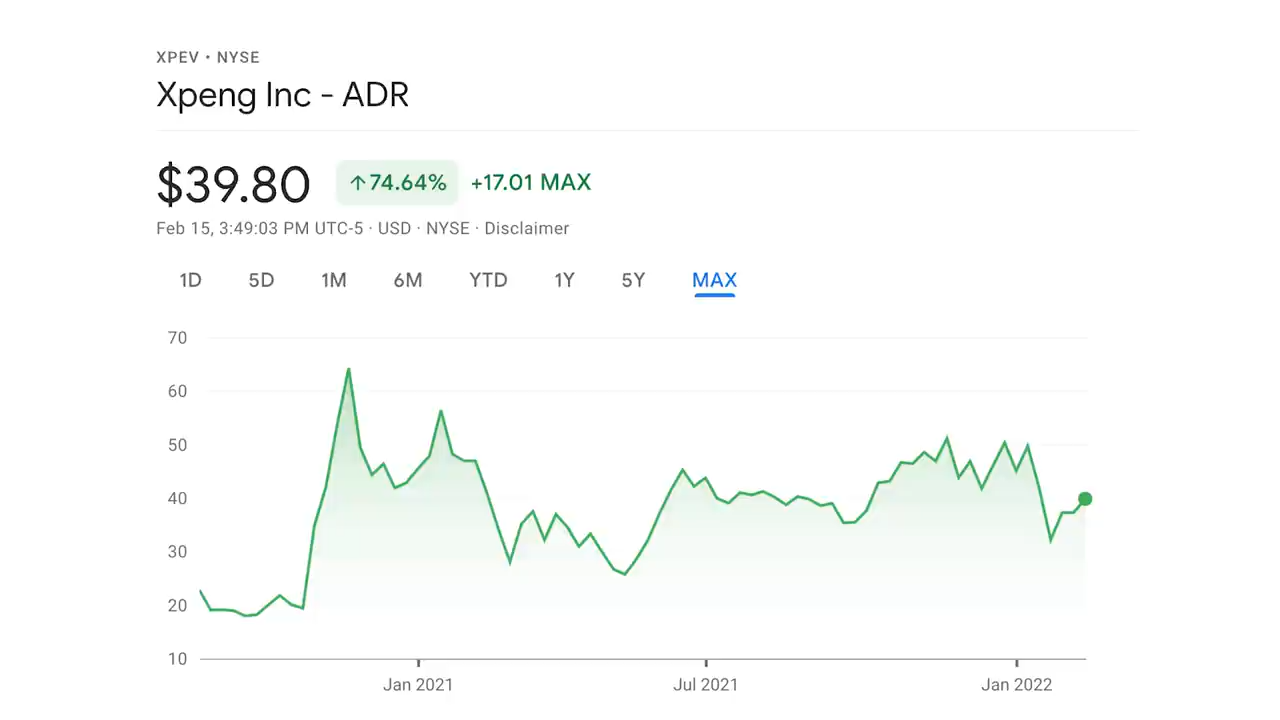 XPEV • NYSE
Xpeng Inc - ADR
$39.80 ↑74.64% +17.01 MAX
Feb 15, 3:49:03 PM UTC-5 · USD · NYSE · Disclaimer
1D 5D 1M 6M YTD 1Y 5Y MAX
70
60
50
40
30
20
10
Jan 2021 Jul 2021 Jan 2022